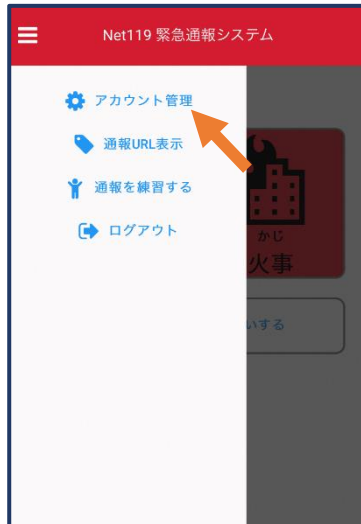 Net119 緊急通報システム
アカウント管理
通報URL表示
通報を練習する
ログアウト
かじ
火事
いする